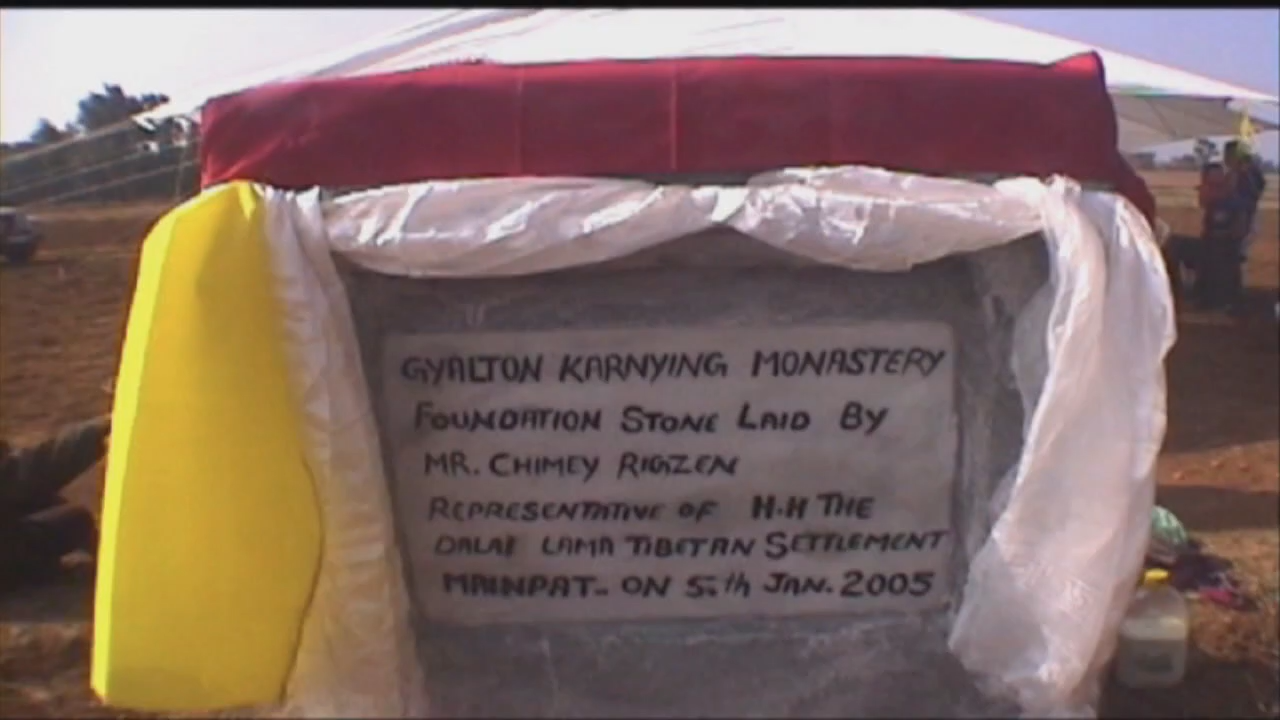 GYALTON KARNYING MONASTERY
FOUNDATION STONE LAID BY
MR. CHIMEY RIGZEN
REPRESENTATIVE OF H.H THE
DALAI LAMA TIBETAN SETTLEMENT
MAINPAT- ON 5th JAN. 2005